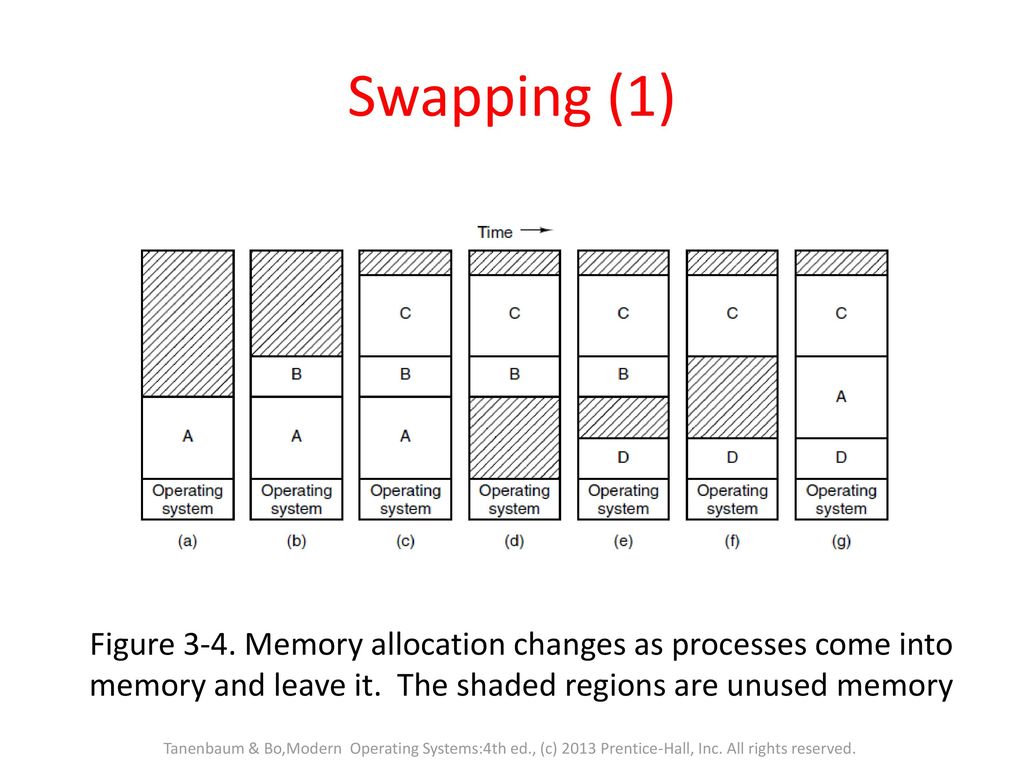 Swapping (1)
Time
C C C C C
B B B B A
A A A D D D
Operating system Operating system Operating system Operating system Operating system Operating system Operating system
(a) (b) (c) (d) (e) (f) (g)
Figure 3-4. Memory allocation changes as processes come into
memory and leave it.  The shaded regions are unused memory
Tanenbaum & Bo,Modern  Operating Systems:4th ed., (c) 2013 Prentice-Hall, Inc. All rights reserved.